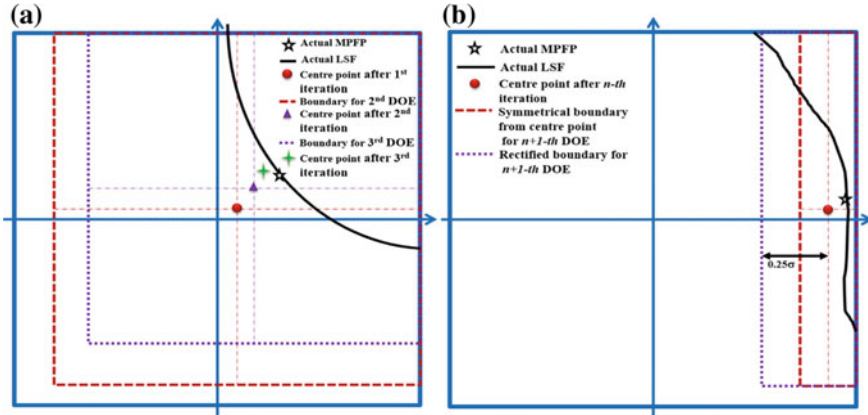 (a)
Actual MPFP
Actual LSF
Centre point after 1st
iteration
Boundary for 2nd DOE
Centre point after 2nd
iteration
Boundary for 3rd DOE
Centre point after 3rd
iteration
(b)
Actual MPFP
Actual LSF
Centre point after n-th
iteration
Symmetrical boundary
from centre point
for n+1-th DOE
Rectified boundary for
n+1-th DOE
0.25σ